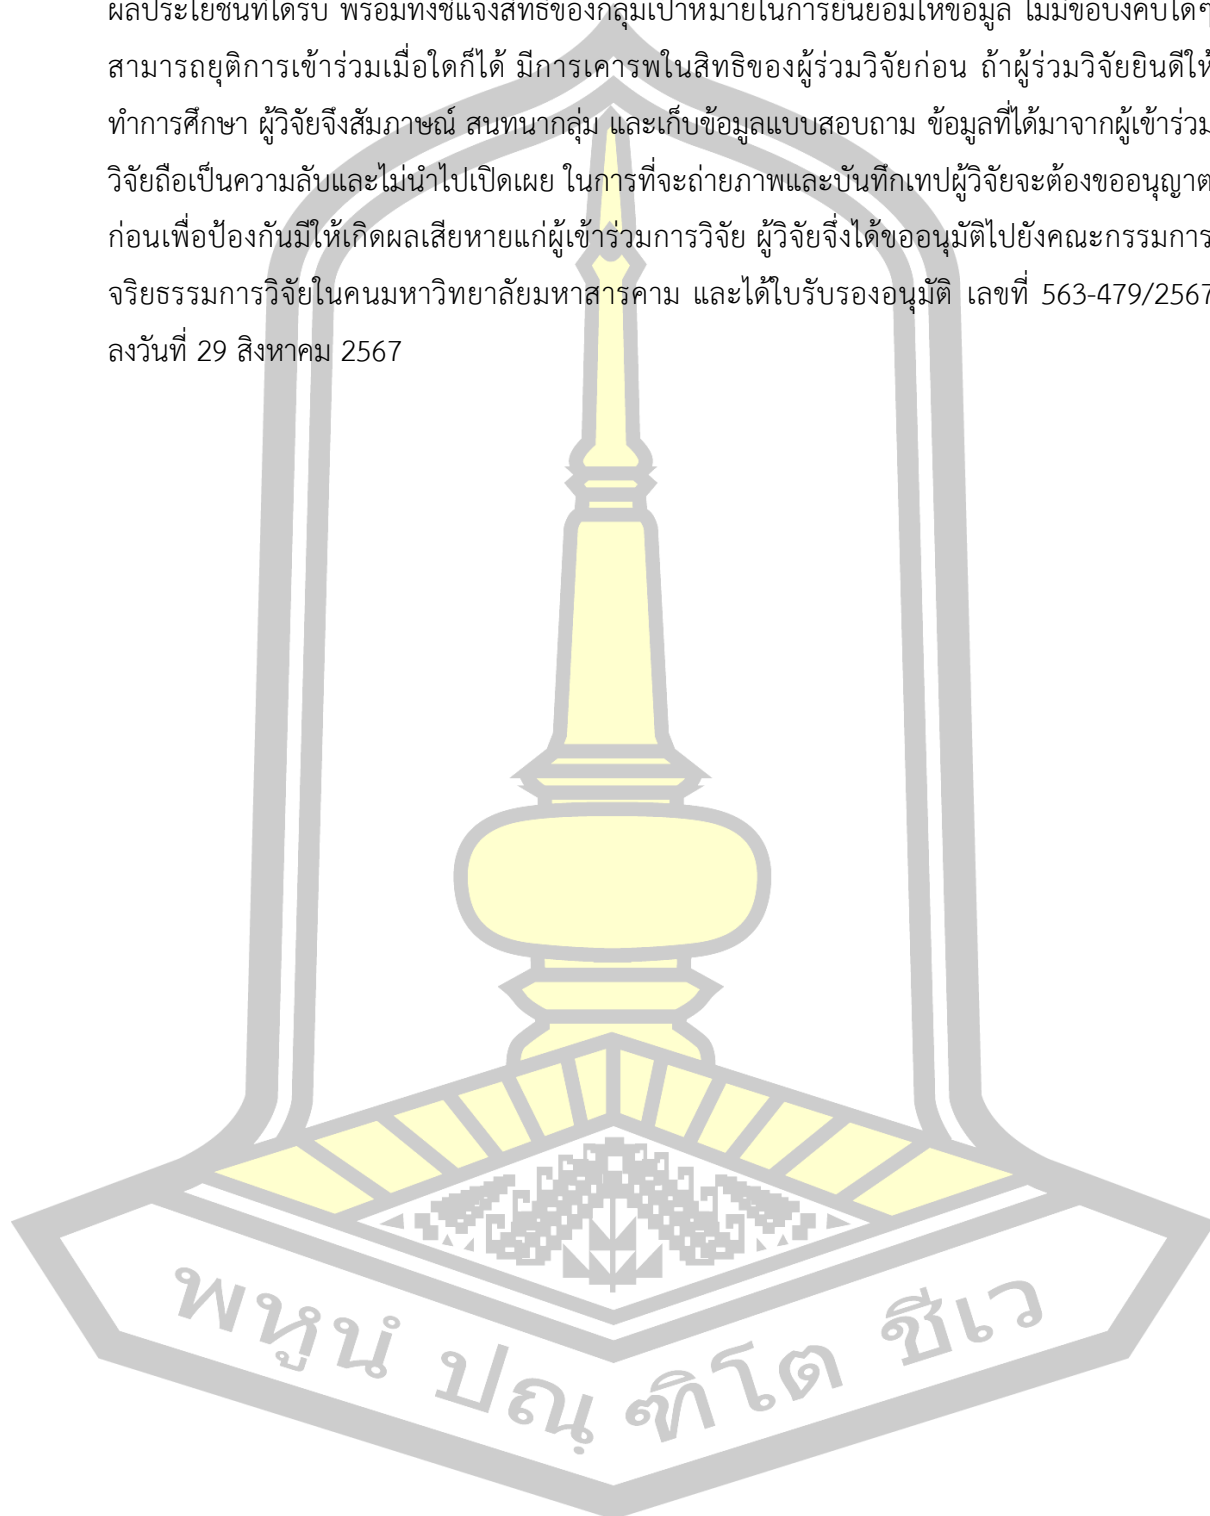 ผลประโยชน์ที่ได้รับ พร้อมทั้งชี้แจงสิทธิ์ของกลุ่มเป้าหมายในการยินยอมให้ข้อมูล ไม่มีข้อบังคับใดๆ
สามารถยุติการเข้าร่วมเมื่อใดก็ได้ มีการเคารพในสิทธิของผู้ร่วมวิจัยก่อน ถ้าผู้ร่วมวิจัยยินดีให้
ทำการศึกษา ผู้วิจัยจึงสัมภาษณ์ สนทนากลุ่ม และเก็บข้อมูลแบบสอบถาม ข้อมูลที่ได้มาจากผู้เข้าร่วม
วิจัยถือเป็นความลับและไม่นำไปเปิดเผย ในการที่จะถ่ายภาพและบันทึกเทปผู้วิจัยจะต้องขออนุญาต
ก่อนเพื่อป้องกันมิให้เกิดผลเสียหายแก่ผู้เข้าร่วมการวิจัย ผู้วิจัยจึ่งได้ขออนุมัติไปยังคณะกรรมการ
จริยธรรมการวิจัยในคนมหาวิทยาลัยมหาสารคาม และได้ใบรับรองอนุมัติ เลขที่ 563-479/2567
ลงวันที่ 29 สิงหาคม 2567
พหูนํ ปณฺฑิโต ชีเว